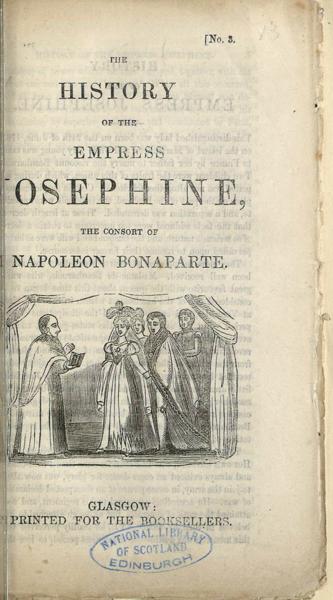 [No. 3.
13
THE
HISTORY
OF THE
EMPRESS
OSEPHINE,
THE CONSORT OF
NAPOLEON BONAPARTE.
GLASGOW:
PRINTED FOR THE BOOKSELLERS.
NATIONAL LIBRARY
OF SCOTLAND
EDINBURGH